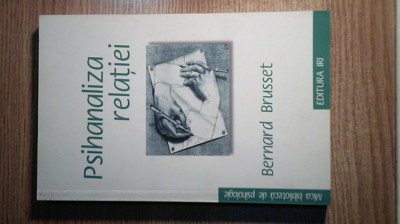 Psihanaliza
relației
Bernard Brusset
EDITURA IRI
Mica bibliotecă de psihologie